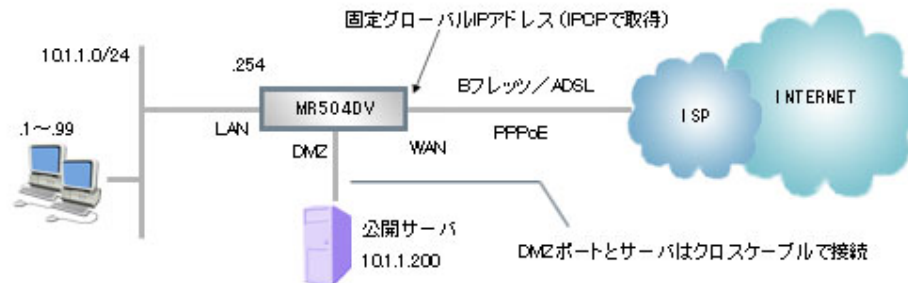 固定グローバルIPアドレス(IPCPで取得)
10.1.1.0/24
.254
Bフレッツ/ADSL
INTERNET
MR504DV
ISP
.1~.99
LAN
DMZ
WAN
PPPoE
公開サーバ
10.1.1.200
DMZポートとサーバはクロスケーブルで接続